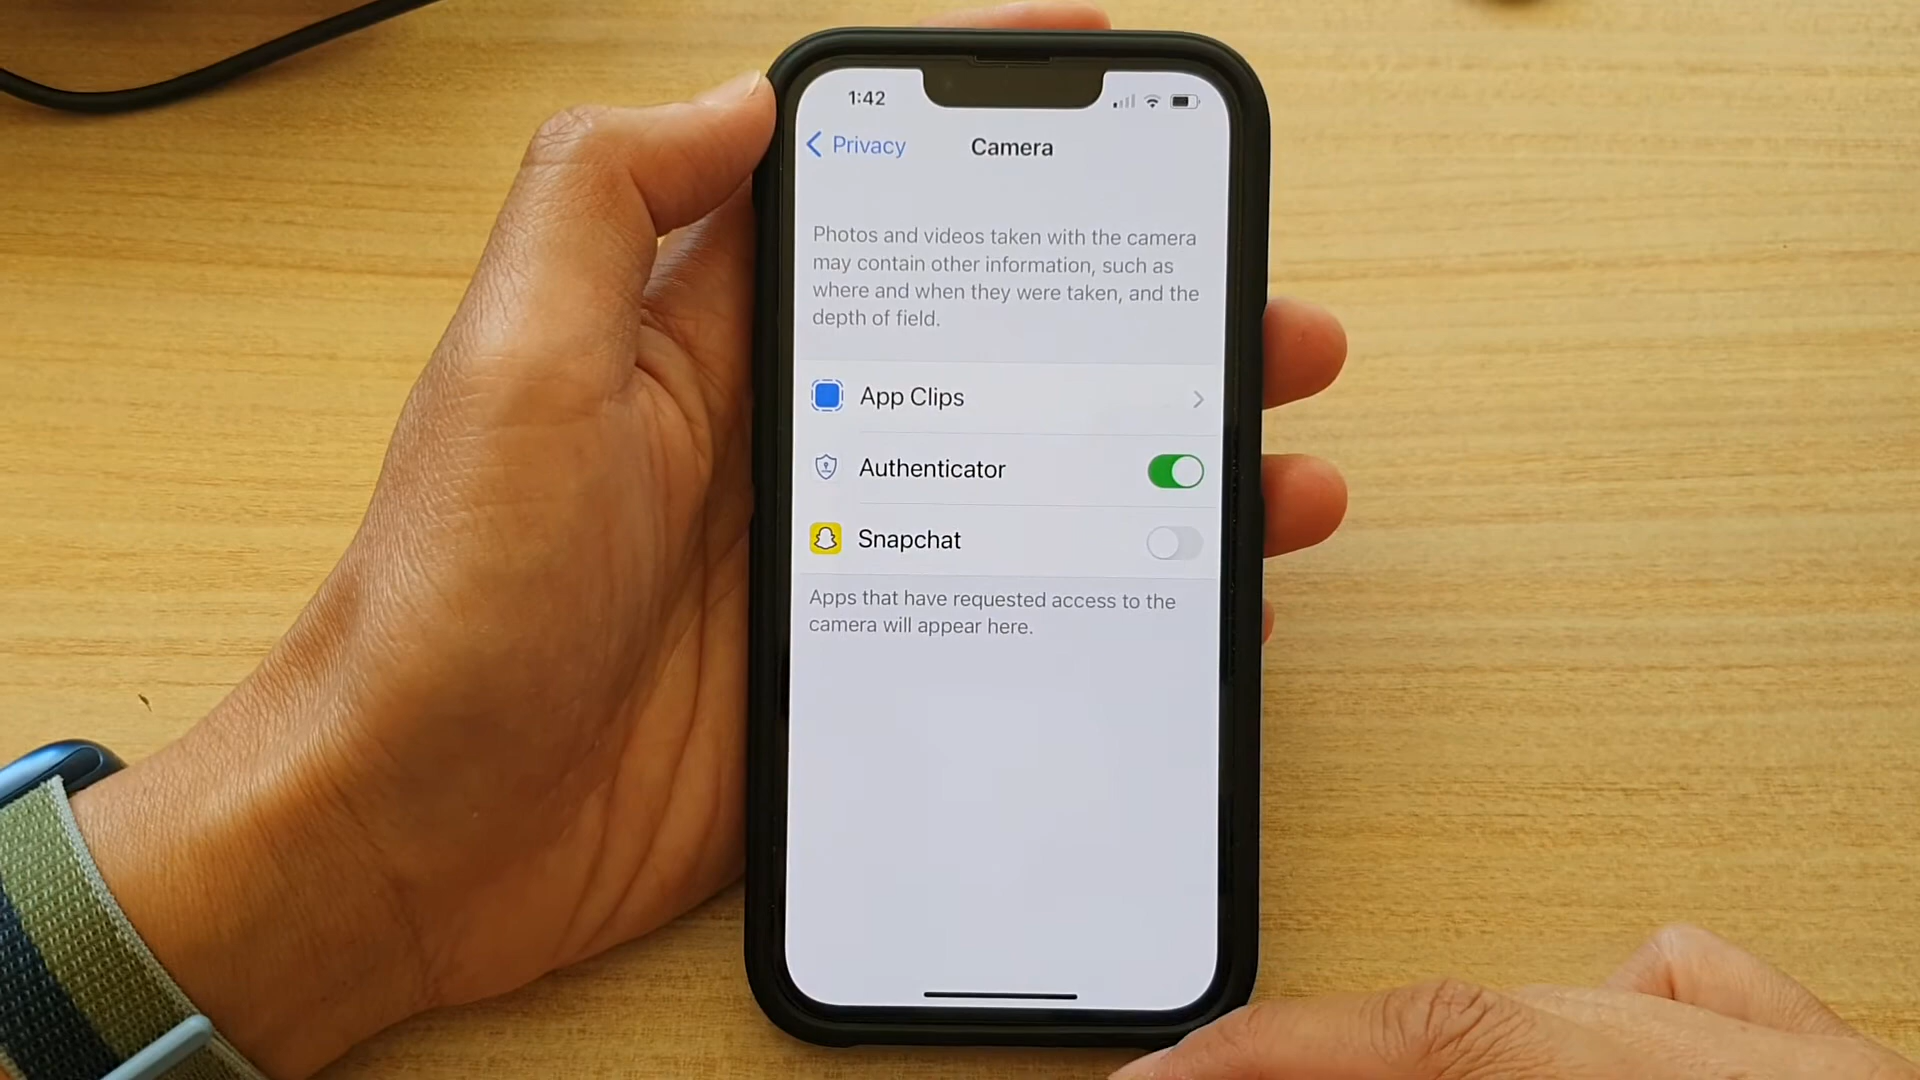 1:42
Privacy
Camera
Photos and videos taken with the camera
may contain other information, such as
where and when they were taken, and the
depth of field.
App Clips
Authenticator
Snapchat
Apps that have requested access to the
camera will appear here.